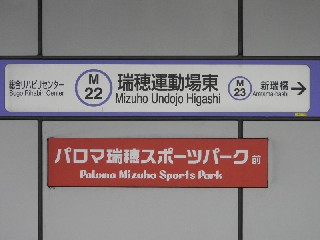 総合リハビリセンター
Sogo Rihabiri Center
M
22
瑞穂運動場東
Mizuho Undojo Higashi
M
23
新瑞橋
Aratama-bashi
パロマ瑞穂スポーツパーク前
Paloma Mizuho Sports Park